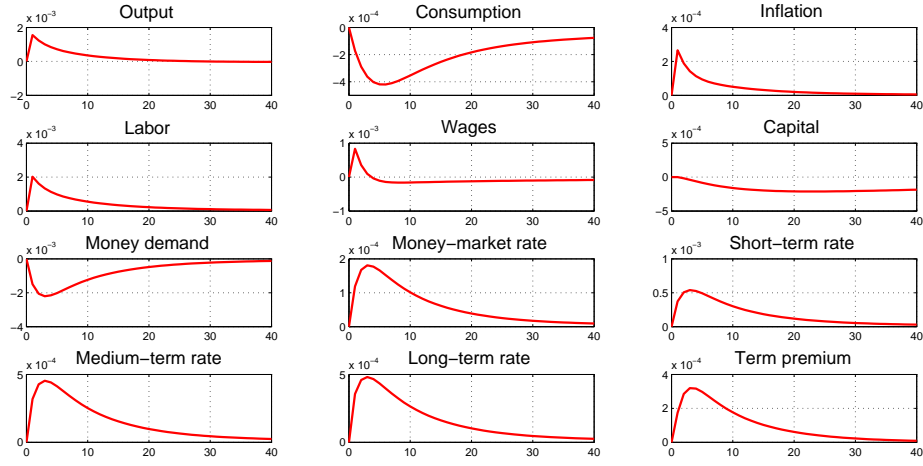 Output
x 10⁻³
2
0
−2
0 10 20 30 40
Consumption
x 10⁻⁴
0
−2
−4
0 10 20 30 40
Inflation
x 10⁻⁴
4
2
0
0 10 20 30 40
Labor
x 10⁻³
4
2
0
0 10 20 30 40
Wages
x 10⁻³
1
0
−1
0 10 20 30 40
Capital
x 10⁻⁴
5
0
−5
0 10 20 30 40
Money demand
x 10⁻³
0
−2
−4
0 10 20 30 40
Money−market rate
x 10⁻⁴
2
1
0
0 10 20 30 40
Short−term rate
x 10⁻³
1
0.5
0
0 10 20 30 40
Medium−term rate
x 10⁻⁴
5
0
0 10 20 30 40
Long−term rate
x 10⁻⁴
5
0
0 10 20 30 40
Term premium
x 10⁻⁴
4
2
0
0 10 20 30 40